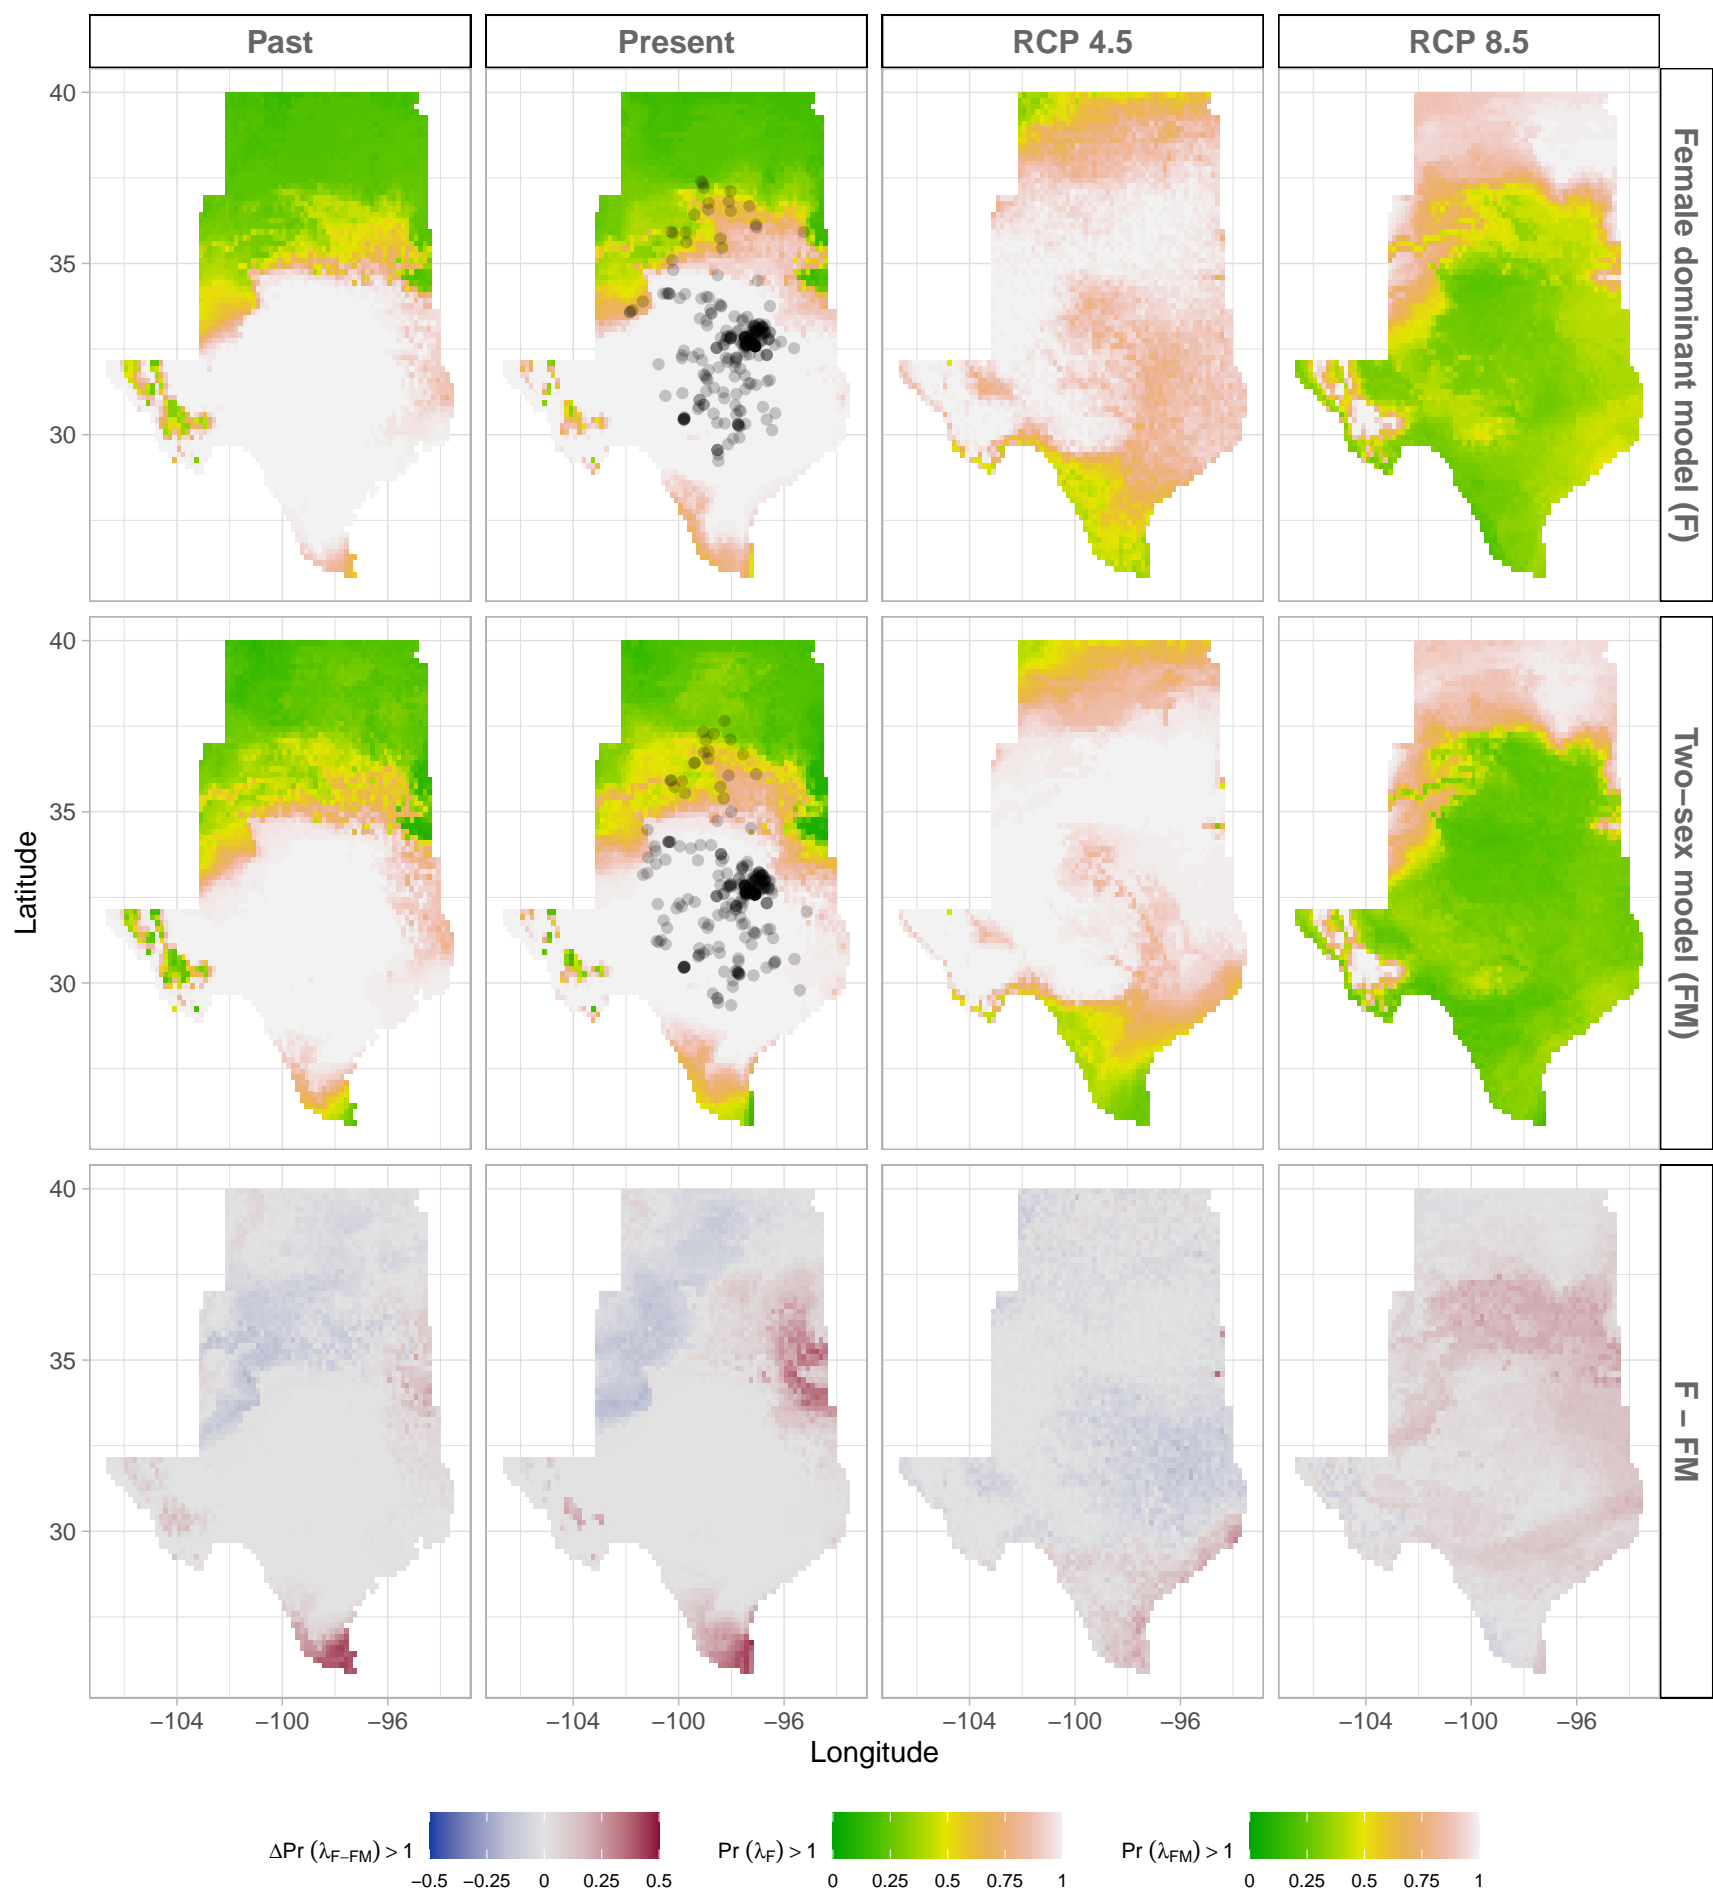 Past Present RCP 4.5 RCP 8.5
40
35
30
Female dominant model (F)
Latitude
40
35
30
Two−sex model (FM)
40
35
30
F − FM
−104 −100 −96 −104 −100 −96 −104 −100 −96 −104 −100 −96
Longitude
ΔPr (λF−FM) > 1
−0.5 −0.25 0 0.25 0.5
Pr (λF) > 1
0 0.25 0.5 0.75 1
Pr (λFM) > 1
0 0.25 0.5 0.75 1